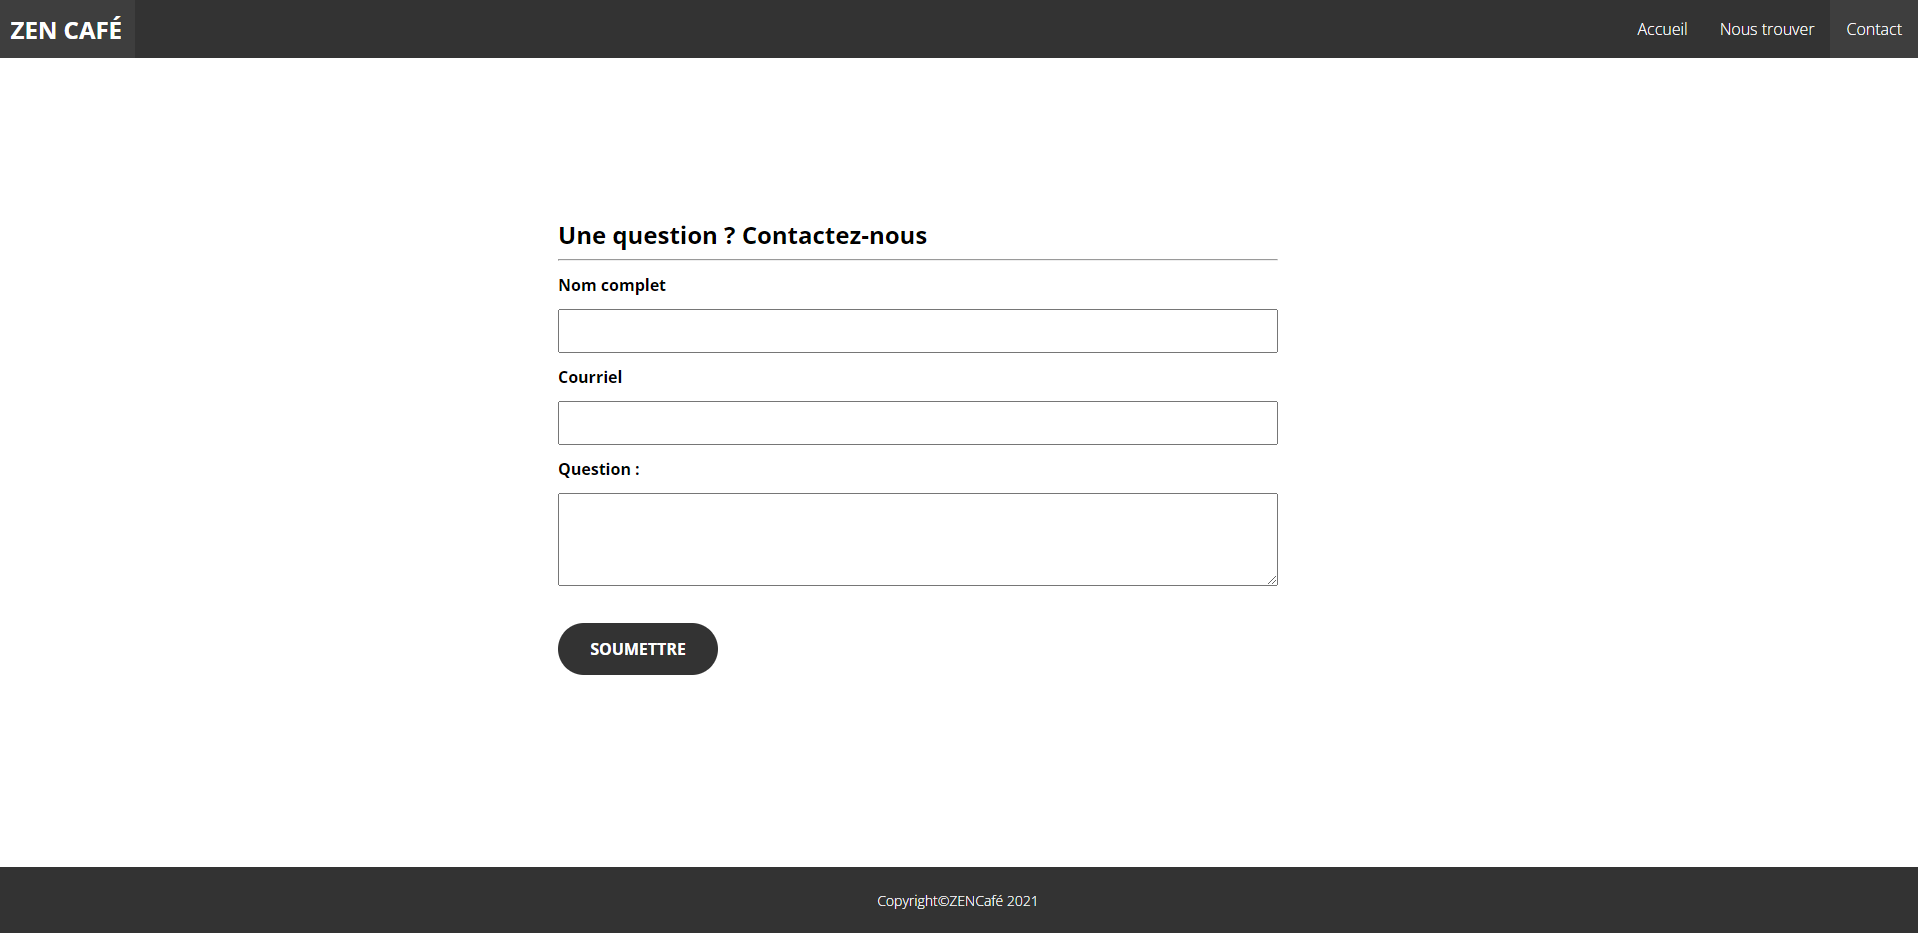 ZEN CAFÉ
Accueil
Nous trouver
Contact
Une question ? Contactez-nous
Nom complet
Courriel
Question :
SOUMETTRE
Copyright©ZENCafé 2021